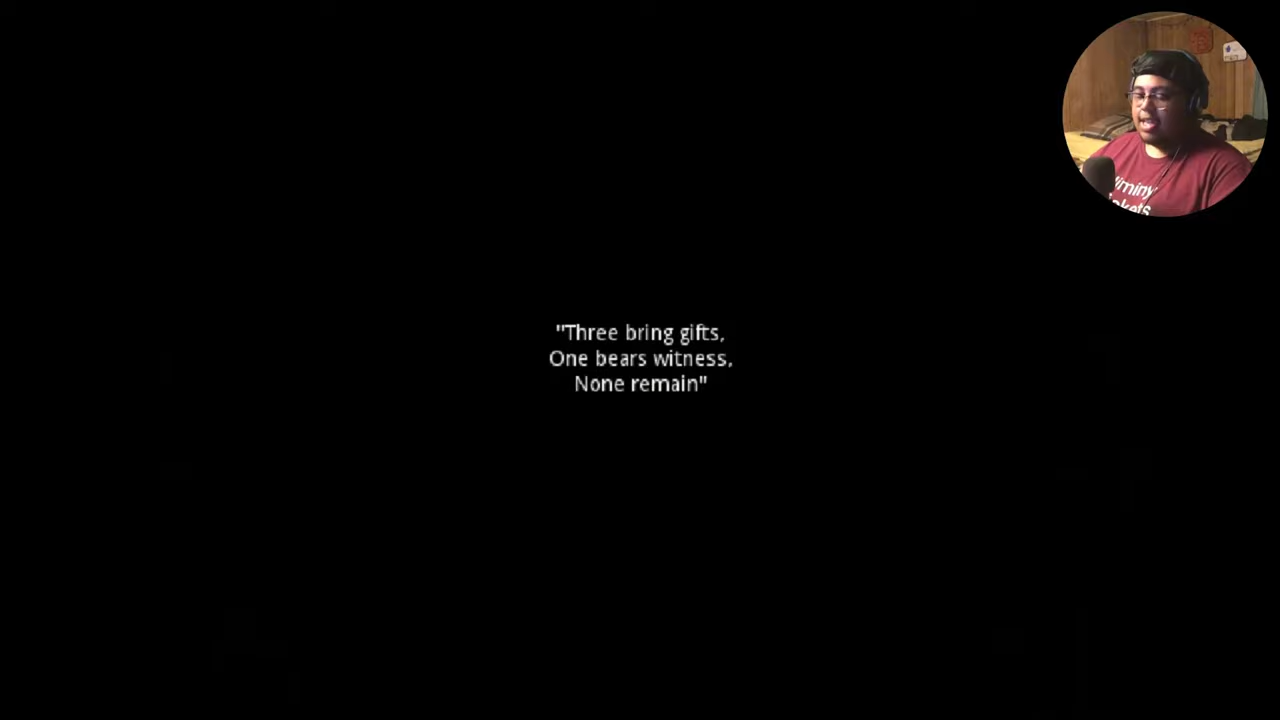 "Three bring gifts,
One bears witness,
None remain"